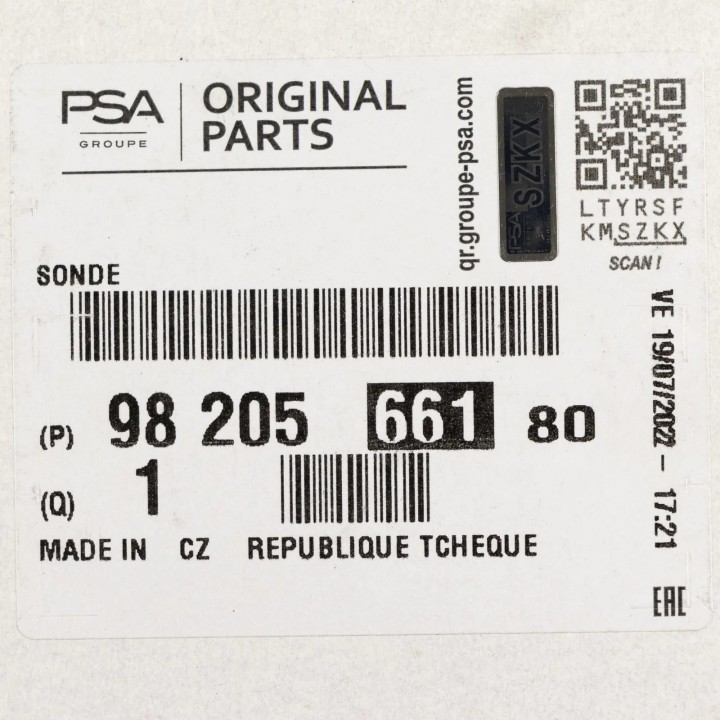 PSA
GROUPE
ORIGINAL
PARTS
qr.groupe-psa.com
PSA SZKX
LTYRSF
KMSZKX
SCAN!
SONDE
(P) 98 205 661 80
(Q) 1
MADE IN CZ REPUBLIQUE TCHEQUE
VE 19/07/2022 - 17:21
EAC